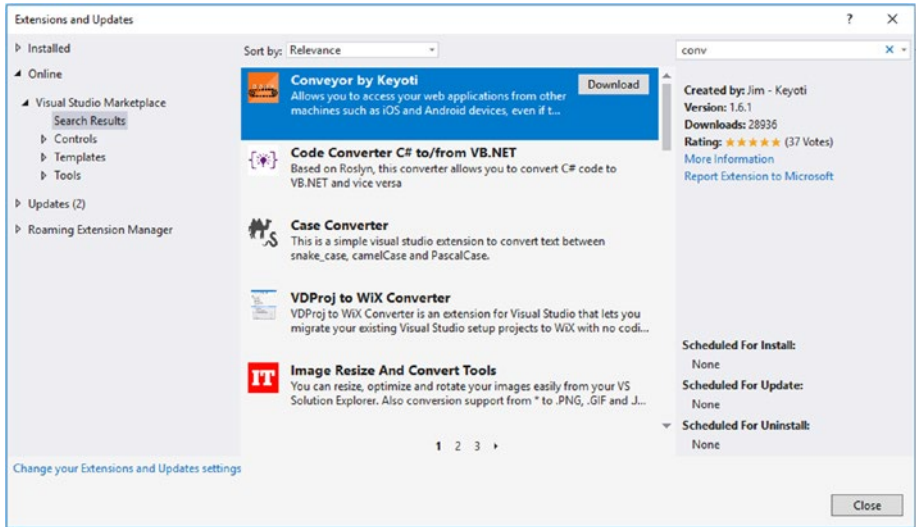 Extensions and Updates
? ×
Installed
Online
Visual Studio Marketplace
Search Results
Controls
Templates
Tools
Updates (2)
Roaming Extension Manager
Sort by: Relevance
Conveyor by Keyoti
Download
Allows you to access your web applications from other
machines such as iOS and Android devices, even if t...
Code Converter C# to/from VB.NET
Based on Roslyn, this converter allows you to convert C# code to
VB.NET and vice versa
Case Converter
This is a simple visual studio extension to convert text between
snake_case, camelCase and PascalCase.
VDProj to WiX Converter
VDProj to WiX Converter is an extension for Visual Studio that lets you
migrate your existing Visual Studio setup projects to WiX with no codi...
IT
Image Resize And Convert Tools
You can resize, optimize and rotate your images easily from your VS
Solution Explorer. Also conversion support from * to .PNG, .GIF and .J...
1 2 3
conv
Created by: Jim - Keyoti
Version: 1.6.1
Downloads: 28936
Rating: ★★★★★ (37 Votes)
More Information
Report Extension to Microsoft
Scheduled For Install:
None
Scheduled For Update:
None
Scheduled For Uninstall:
None
Change your Extensions and Updates settings
Close